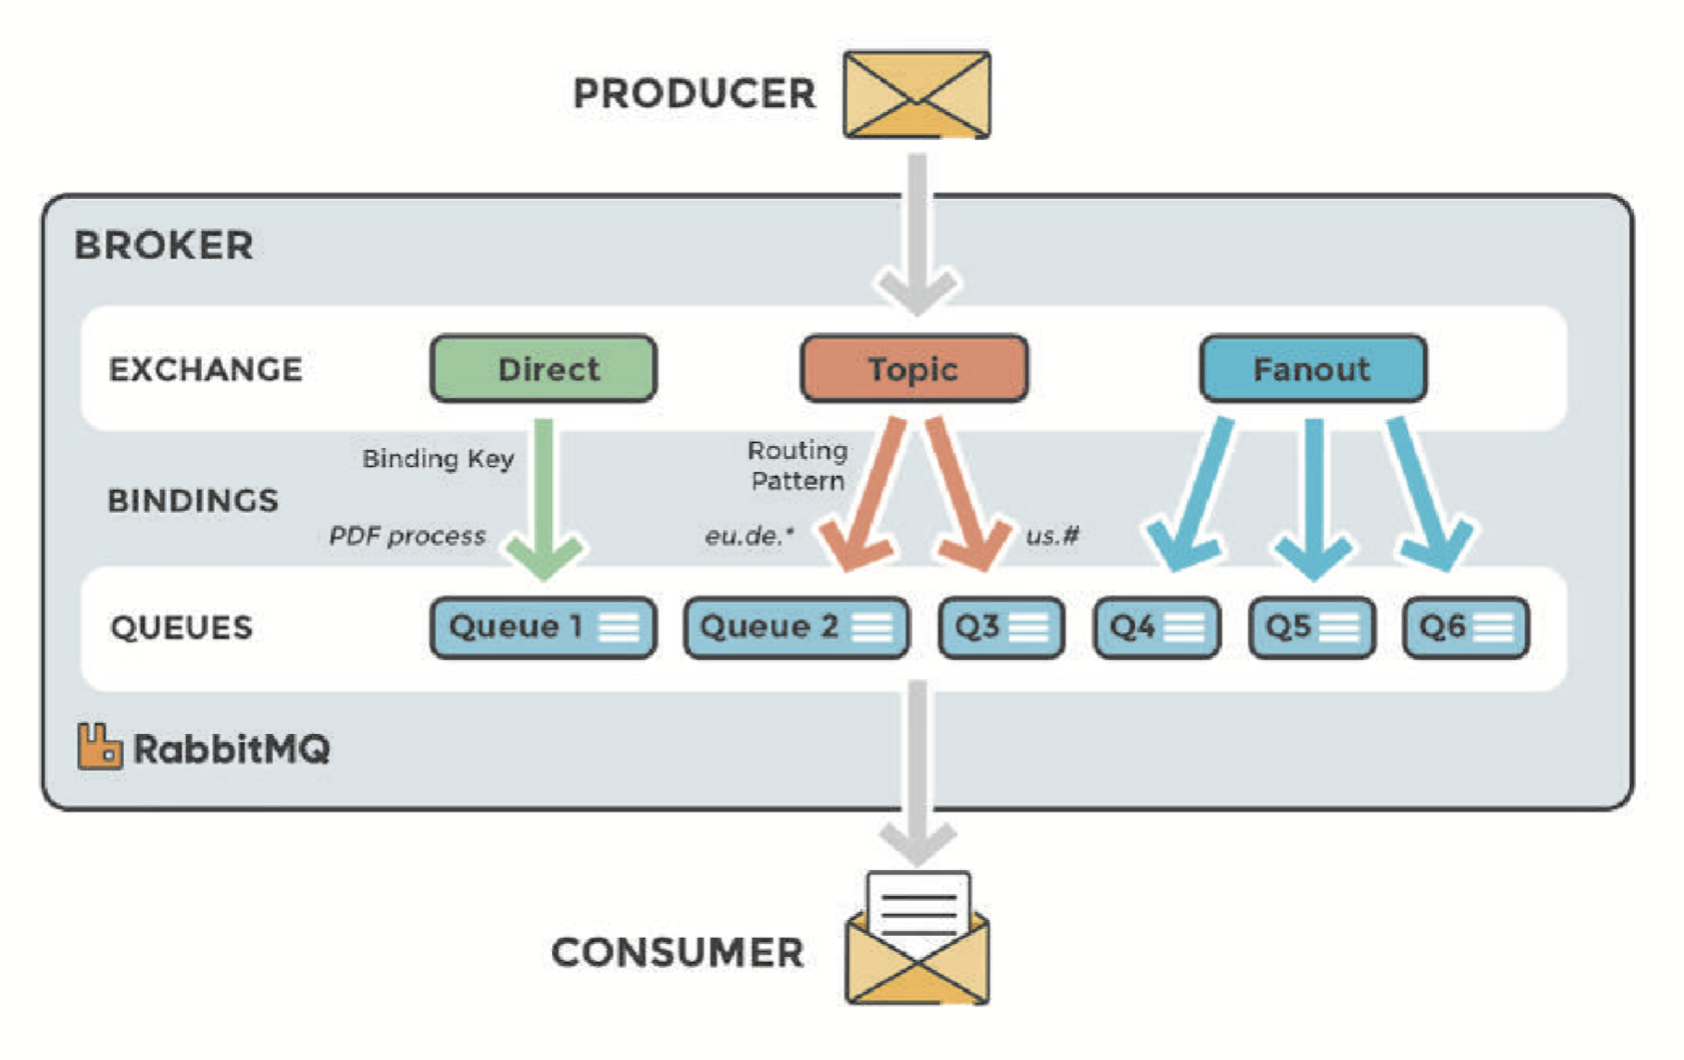 PRODUCER
BROKER
EXCHANGE
Direct
Topic
Fanout
Binding Key
Routing
Pattern
BINDINGS
PDF process
eu.de.*
us.#
QUEUES
Queue 1
Queue 2
Q3
Q4
Q5
Q6
RabbitMQ
CONSUMER